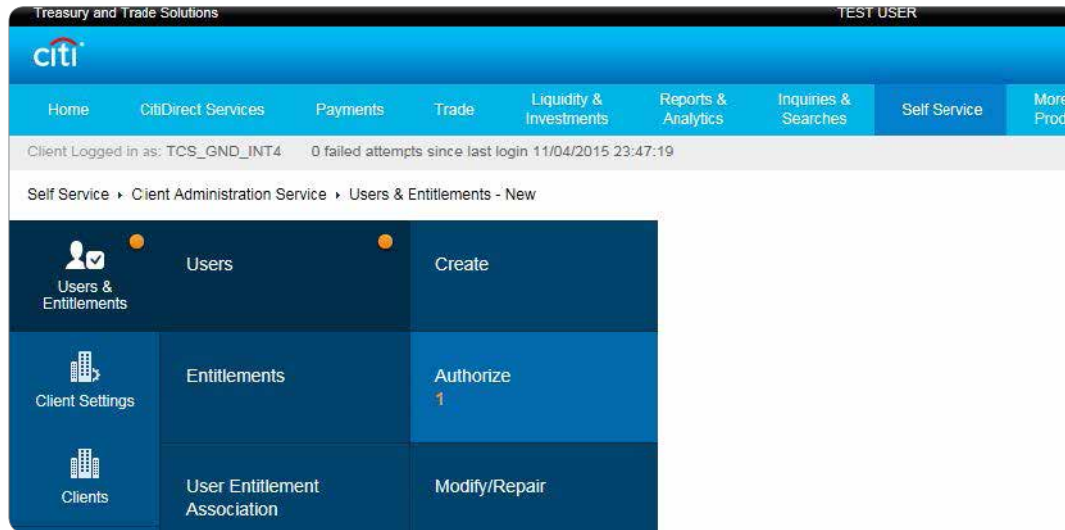 Treasury and Trade Solutions
TEST USER
citi
Home
CitiDirect Services
Payments
Trade
Liquidity &
Investments
Reports &
Analytics
Inquiries &
Searches
Self Service
More
Prod
Client Logged in as: TCS_GND_INT4 0 failed attempts since last login 11/04/2015 23:47:19
Self Service Client Administration Service Users & Entitlements - New
Users &
Entitlements
Users
Create
Client Settings
Entitlements
Authorize
1
Clients
User Entitlement
Association
Modify/Repair